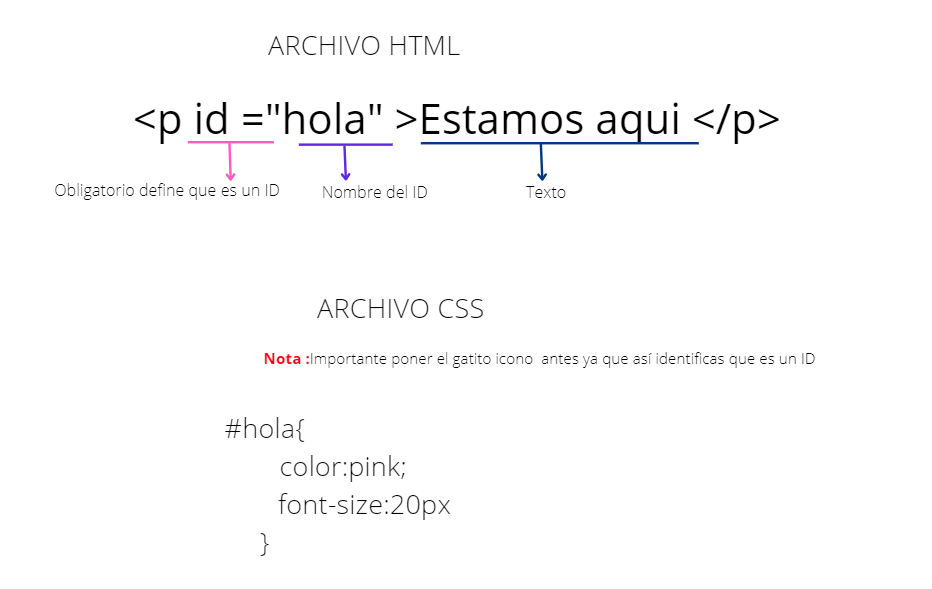 ARCHIVO HTML
<p id ="hola" >Estamos aqui </p>
Obligatorio define que es un ID
Nombre del ID
Texto
ARCHIVO CSS
Nota :Importante poner el gatito icono  antes ya que así identificas que es un ID
#hola{
color:pink;
font-size:20px
}